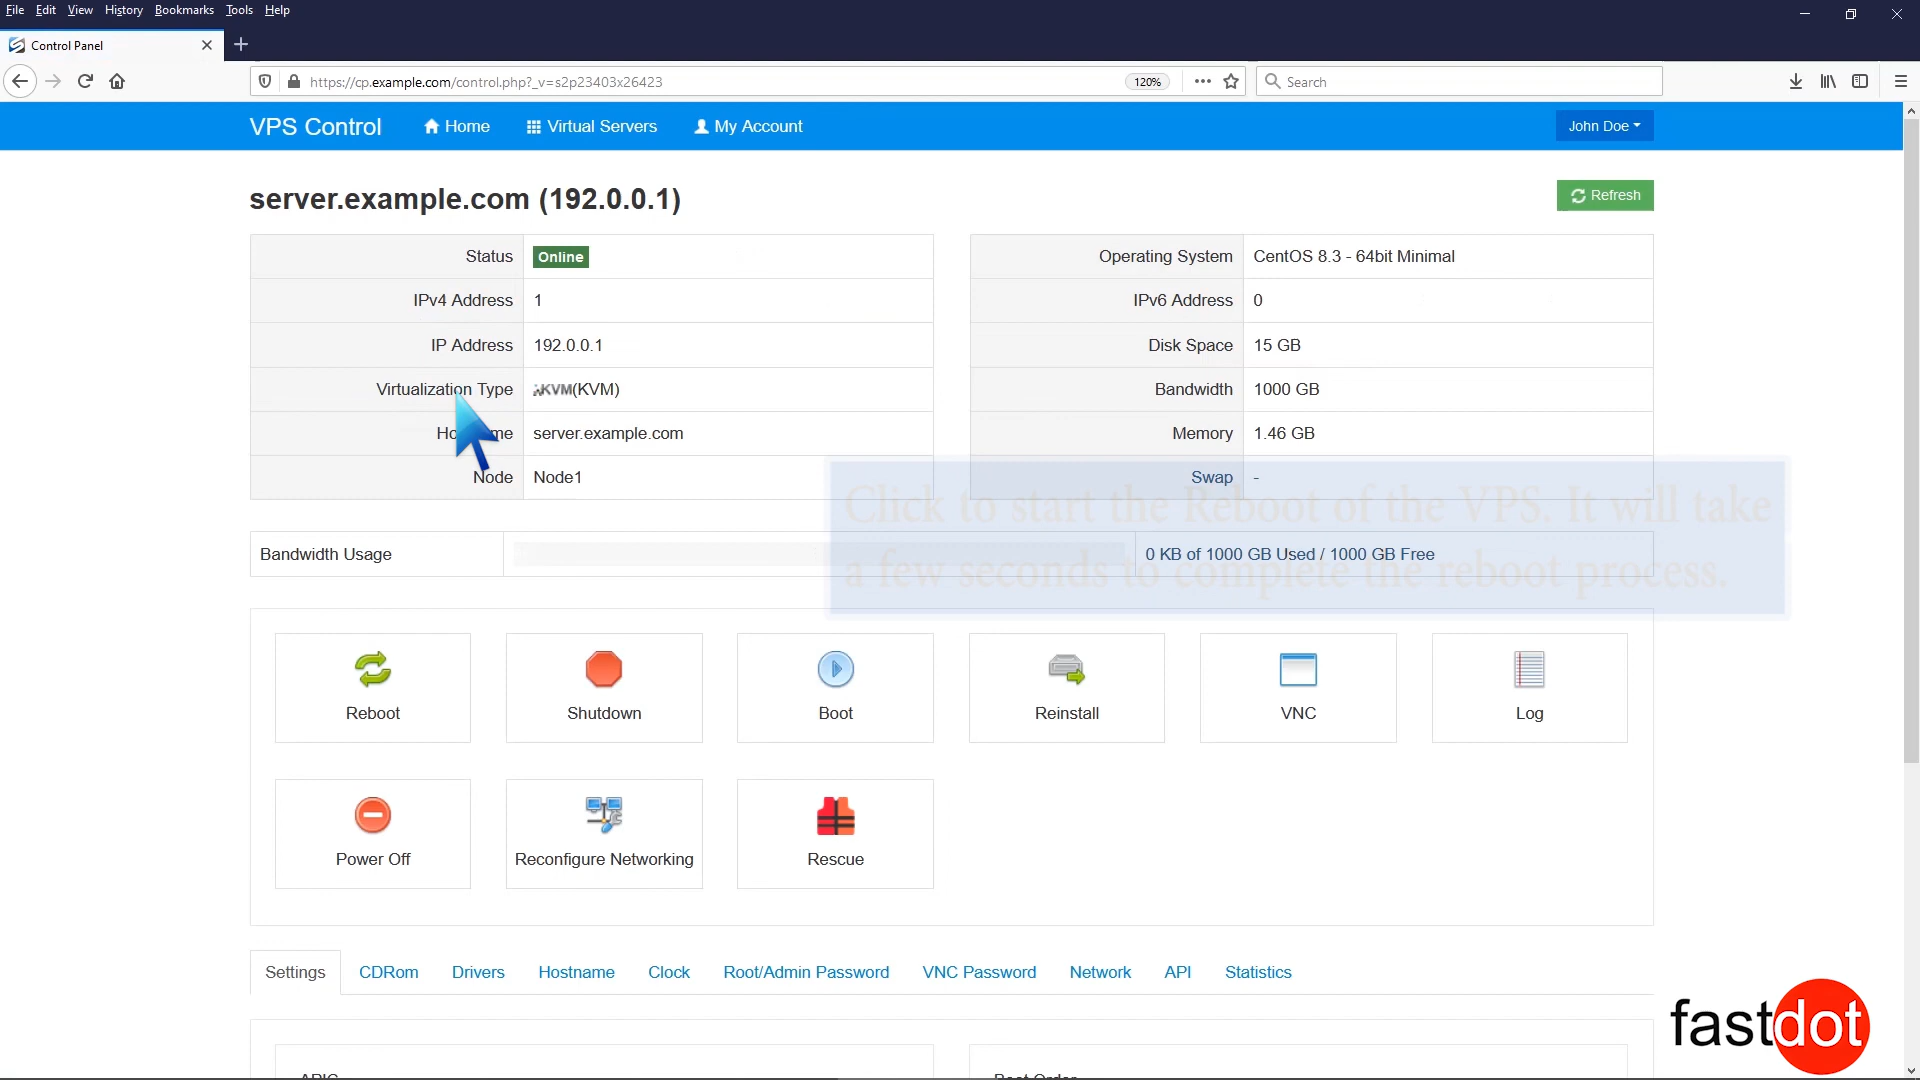 File Edit View History Bookmarks Tools Help
Control Panel
https://cp.example.com/control.php?_v=s2p23403x26423
120%
Search
VPS Control
Home
Virtual Servers
My Account
John Doe
server.example.com (192.0.0.1)
Refresh
Status Online
Operating System CentOS 8.3 - 64bit Minimal
IPv4 Address 1
IPv6 Address 0
IP Address 192.0.0.1
Disk Space 15 GB
Virtualization Type KVM(KVM)
Bandwidth 1000 GB
server.example.com
Memory 1.46 GB
Node Node1
Swap -
Click to start the Reboot of the VPS. It will take
a few seconds to complete the reboot process.
Bandwidth Usage
0 KB of 1000 GB Used / 1000 GB Free
Reboot
Shutdown
Boot
Reinstall
VNC
Log
Power Off
Reconfigure Networking
Rescue
Settings
CDRom
Drivers
Hostname
Clock
Root/Admin Password
VNC Password
Network
API
Statistics
fastdot